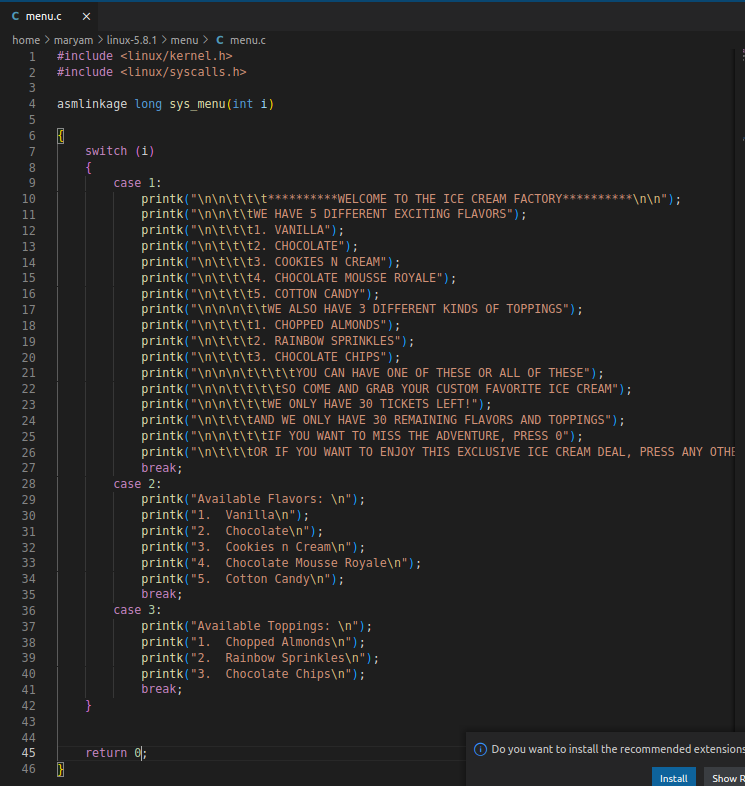 menu.c
home > maryam > linux-5.8.1 > menu > menu.c
1 #include <linux/kernel.h>
2 #include <linux/syscalls.h>
3
4 asmlinkage long sys_menu(int i)
5
6 {
7 switch (i)
8 {
9 case 1:
10 printk("\n\n\t\t\t**********WELCOME TO THE ICE CREAM FACTORY**********\n\n");
11 printk("\n\n\t\tWE HAVE 5 DIFFERENT EXCITING FLAVORS");
12 printk("\n\t\t\t1. VANILLA");
13 printk("\n\t\t\t2. CHOCOLATE");
14 printk("\n\t\t\t3. COOKIES N CREAM");
15 printk("\n\t\t\t4. CHOCOLATE MOUSSE ROYALE");
16 printk("\n\t\t\t5. COTTON CANDY");
17 printk("\n\n\n\t\tWE ALSO HAVE 3 DIFFERENT KINDS OF TOPPINGS");
18 printk("\n\t\t\t1. CHOPPED ALMONDS");
19 printk("\n\t\t\t2. RAINBOW SPRINKLES");
20 printk("\n\t\t\t3. CHOCOLATE CHIPS");
21 printk("\n\n\t\t\t\t\tYOU CAN HAVE ONE OF THESE OR ALL OF THESE");
22 printk("\n\n\t\t\t\tSO COME AND GRAB YOUR CUSTOM FAVORITE ICE CREAM");
23 printk("\n\n\t\t\tWE ONLY HAVE 30 TICKETS LEFT!");
24 printk("\n\t\t\tAND WE ONLY HAVE 30 REMAINING FLAVORS AND TOPPINGS");
25 printk("\n\n\t\t\tIF YOU WANT TO MISS THE ADVENTURE, PRESS 0");
26 printk("\n\t\t\tOR IF YOU WANT TO ENJOY THIS EXCLUSIVE ICE CREAM DEAL, PRESS ANY OTHE
27 break;
28 case 2:
29 printk("Available Flavors: \n");
30 printk("1.  Vanilla\n");
31 printk("2.  Chocolate\n");
32 printk("3.  Cookies n Cream\n");
33 printk("4.  Chocolate Mousse Royale\n");
34 printk("5.  Cotton Candy\n");
35 break;
36 case 3:
37 printk("Available Toppings: \n");
38 printk("1.  Chopped Almonds\n");
39 printk("2.  Rainbow Sprinkles\n");
40 printk("3.  Chocolate Chips\n");
41 break;
42 }
43
44
45 return 0;
46 }
Do you want to install the recommended extensions
Install Show R